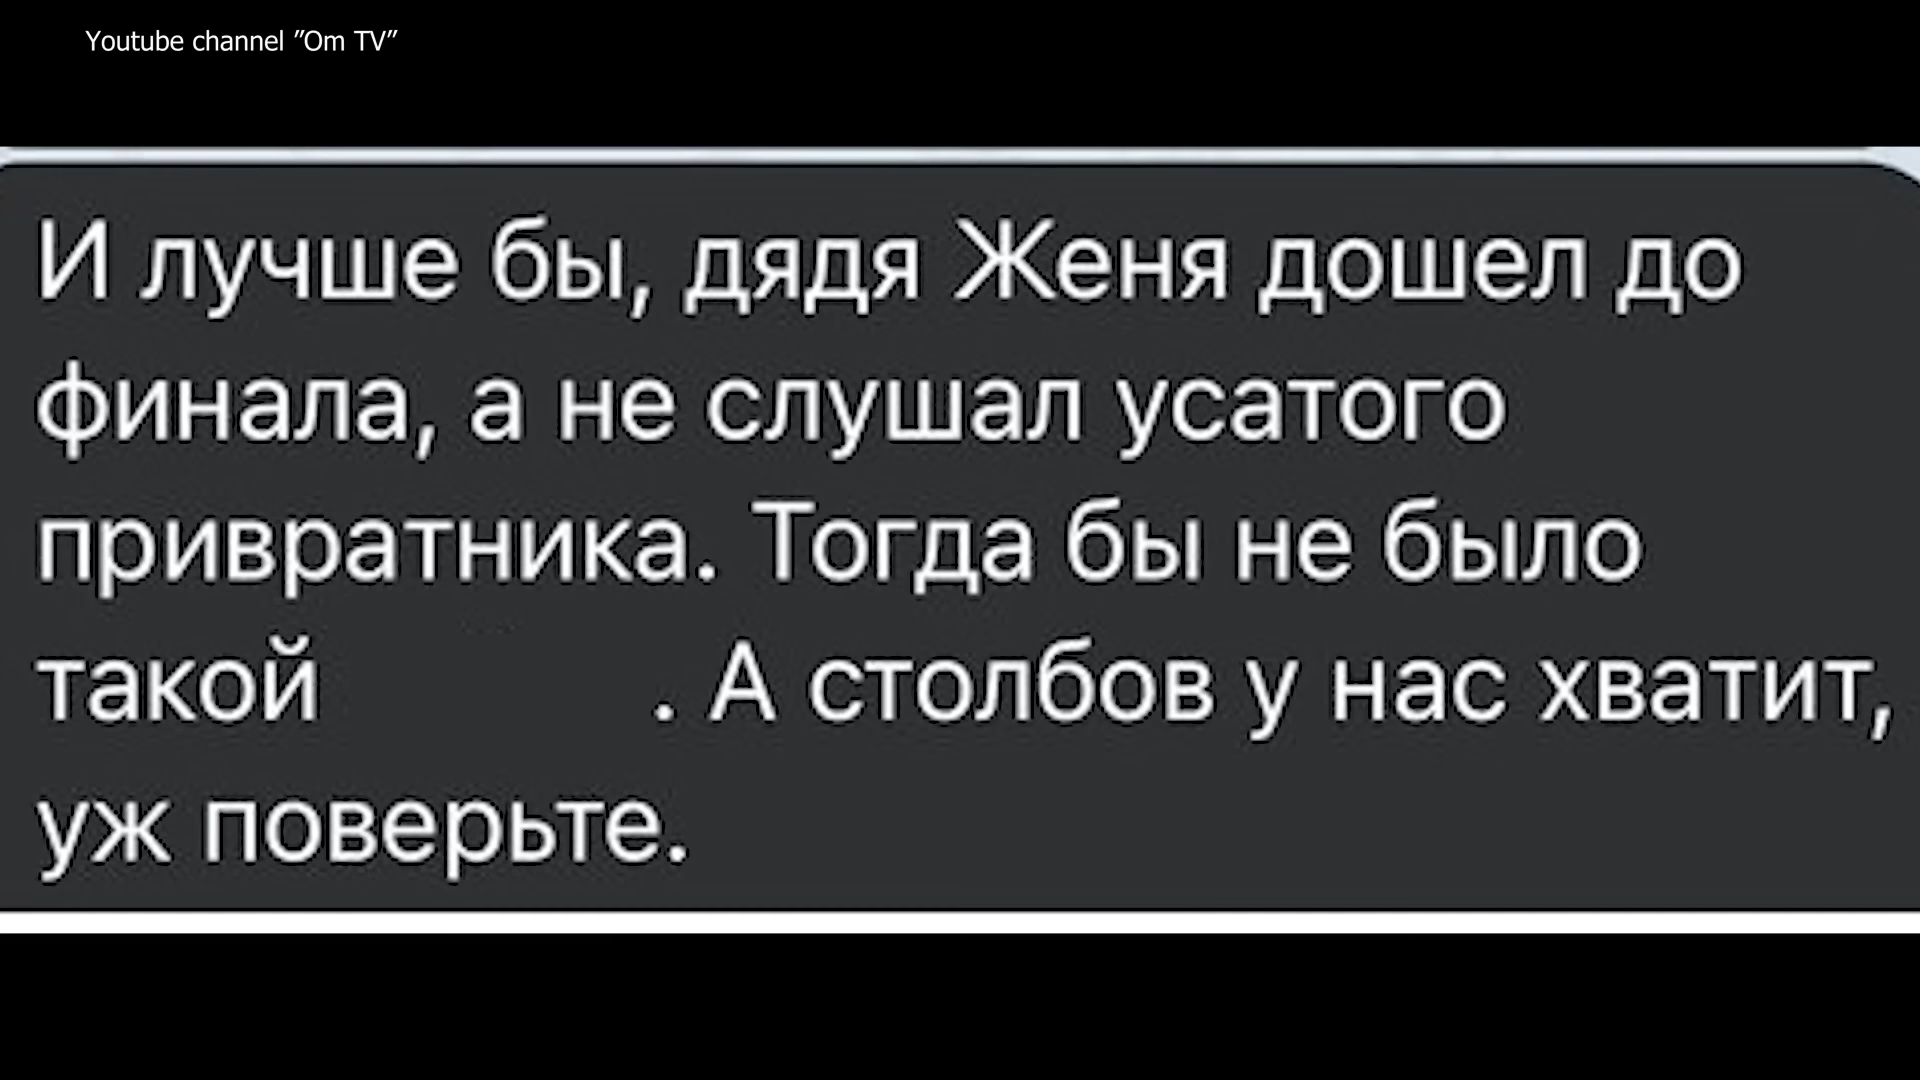 Youtube channel ”Om TV”
И лучше бы, дядя Женя дошел до
финала, а не слушал усатого
привратника. Тогда бы не было
такой . А столбов у нас хватит,
уж поверьте.